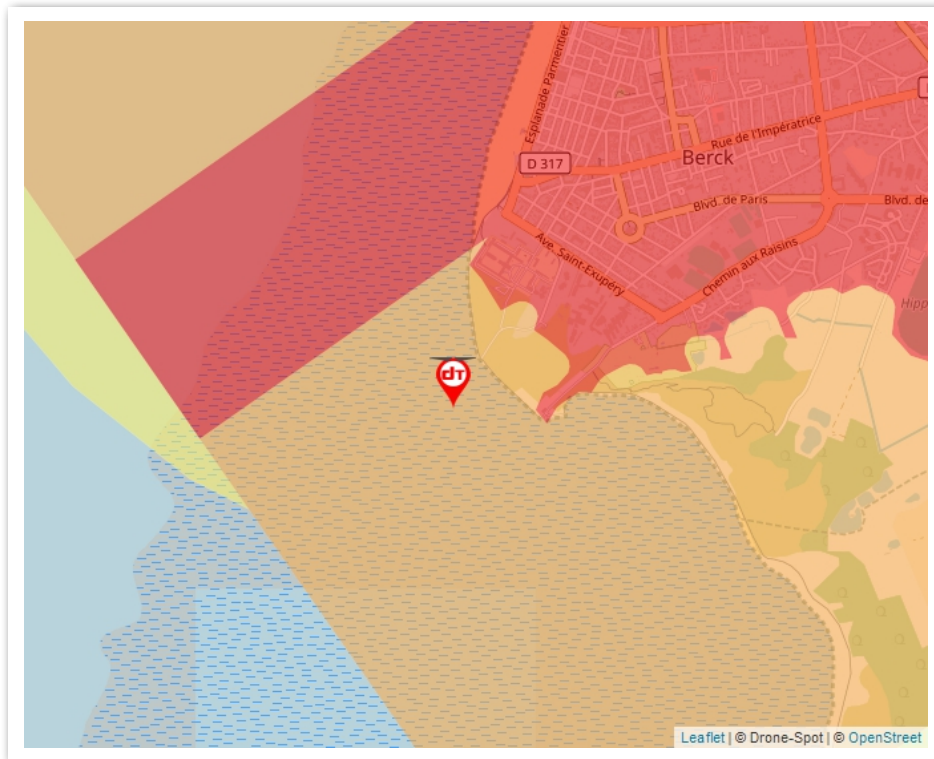 Esplanade Parmentier
Rue de l'Impératrice
D 317
Berck
Blvd. de Paris
Blvd. de
Ave. Saint-Exupéry
Chemin aux Raisins
Hipp
dT
Leaflet | © Drone-Spot | © OpenStreet